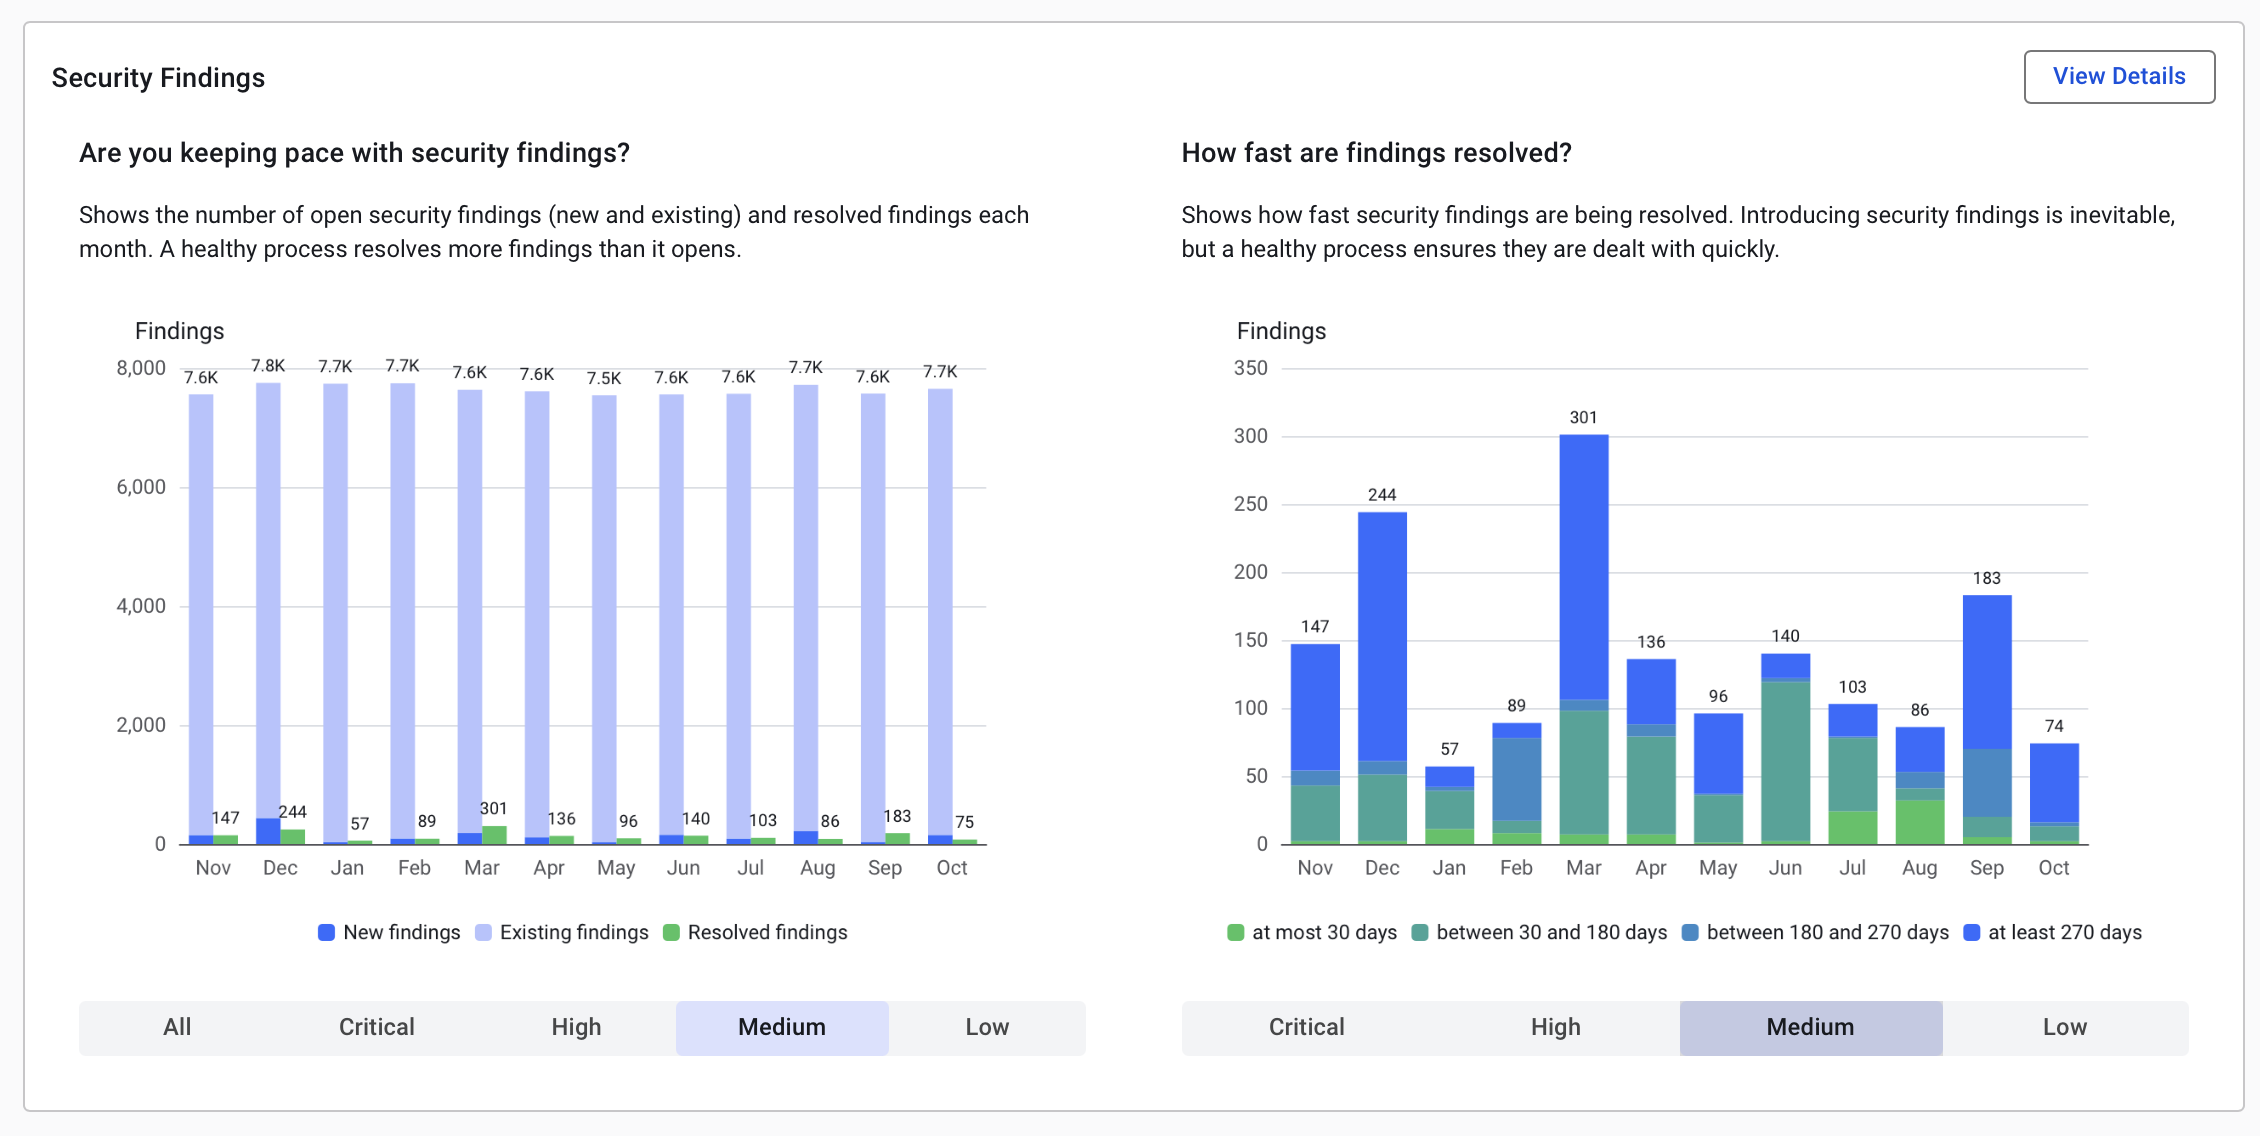 Security Findings
View Details
Are you keeping pace with security findings?
Shows the number of open security findings (new and existing) and resolved findings each
month. A healthy process resolves more findings than it opens.
Findings
8,000
6,000
4,000
2,000
0
7.6K 7.8K 7.7K 7.7K 7.6K 7.6K 7.5K 7.6K 7.6K 7.7K 7.6K 7.7K
147 244 57 89 301 136 96 140 103 86 183 75
Nov Dec Jan Feb Mar Apr May Jun Jul Aug Sep Oct
New findings Existing findings Resolved findings
All Critical High Medium Low
How fast are findings resolved?
Shows how fast security findings are being resolved. Introducing security findings is inevitable,
but a healthy process ensures they are dealt with quickly.
Findings
350
300
250
200
150
100
50
0
147 244 57 89 301 136 96 140 103 86 183 74
Nov Dec Jan Feb Mar Apr May Jun Jul Aug Sep Oct
at most 30 days between 30 and 180 days between 180 and 270 days at least 270 days
Critical High Medium Low